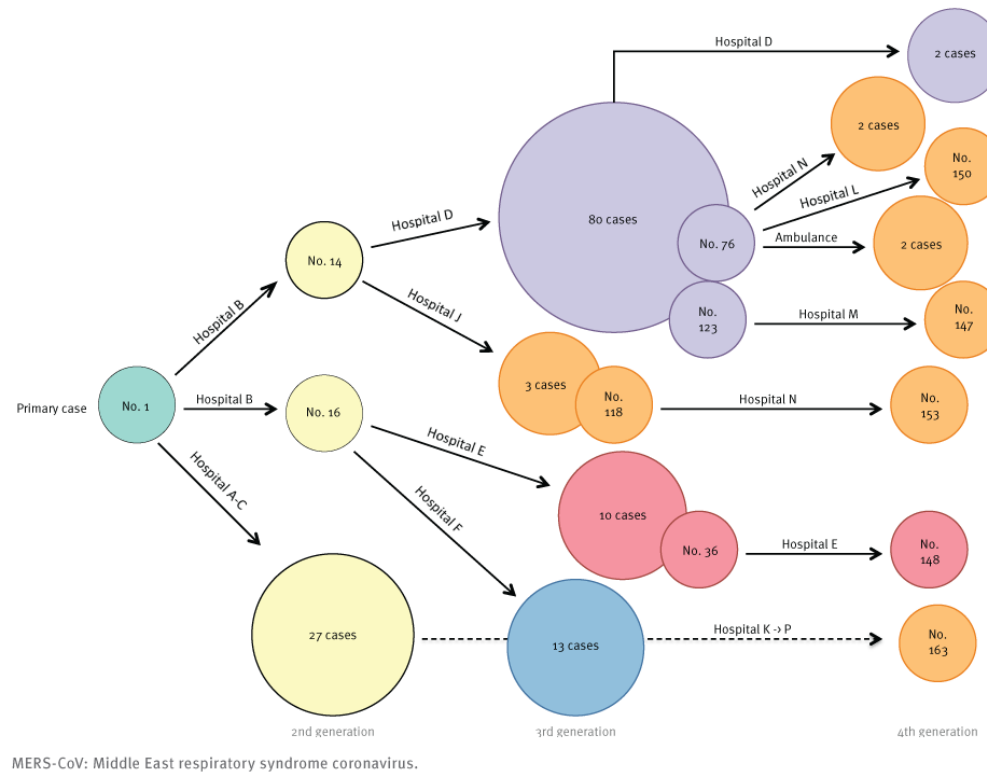 Hospital D
2 cases
2 cases
Hospital N
No.
150
Hospital L
80 cases
Hospital D
No. 76
Ambulance
2 cases
No. 14
Hospital B
Hospital J
No.
123
Hospital M
No.
147
3 cases
No.
118
Hospital N
No.
153
Primary case
No. 1
Hospital B
No. 16
Hospital E
Hospital A-C
Hospital F
10 cases
No. 36
Hospital E
No.
148
27 cases
13 cases
Hospital K -> P
No.
163
2nd generation
3rd generation
4th generation
MERS-CoV: Middle East respiratory syndrome coronavirus.